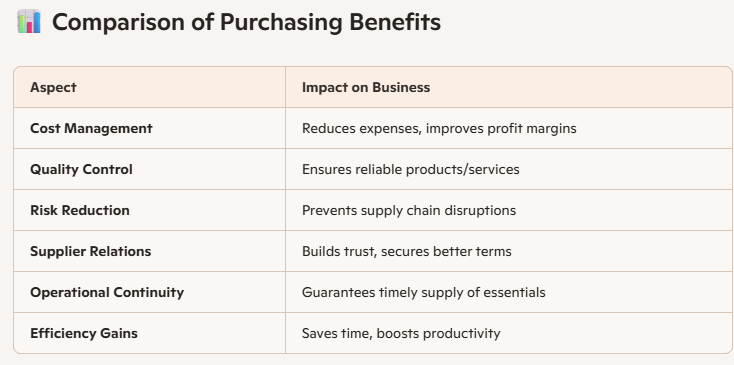 Comparison of Purchasing Benefits
Aspect Impact on Business
Cost Management Reduces expenses, improves profit margins
Quality Control Ensures reliable products/services
Risk Reduction Prevents supply chain disruptions
Supplier Relations Builds trust, secures better terms
Operational Continuity Guarantees timely supply of essentials
Efficiency Gains Saves time, boosts productivity